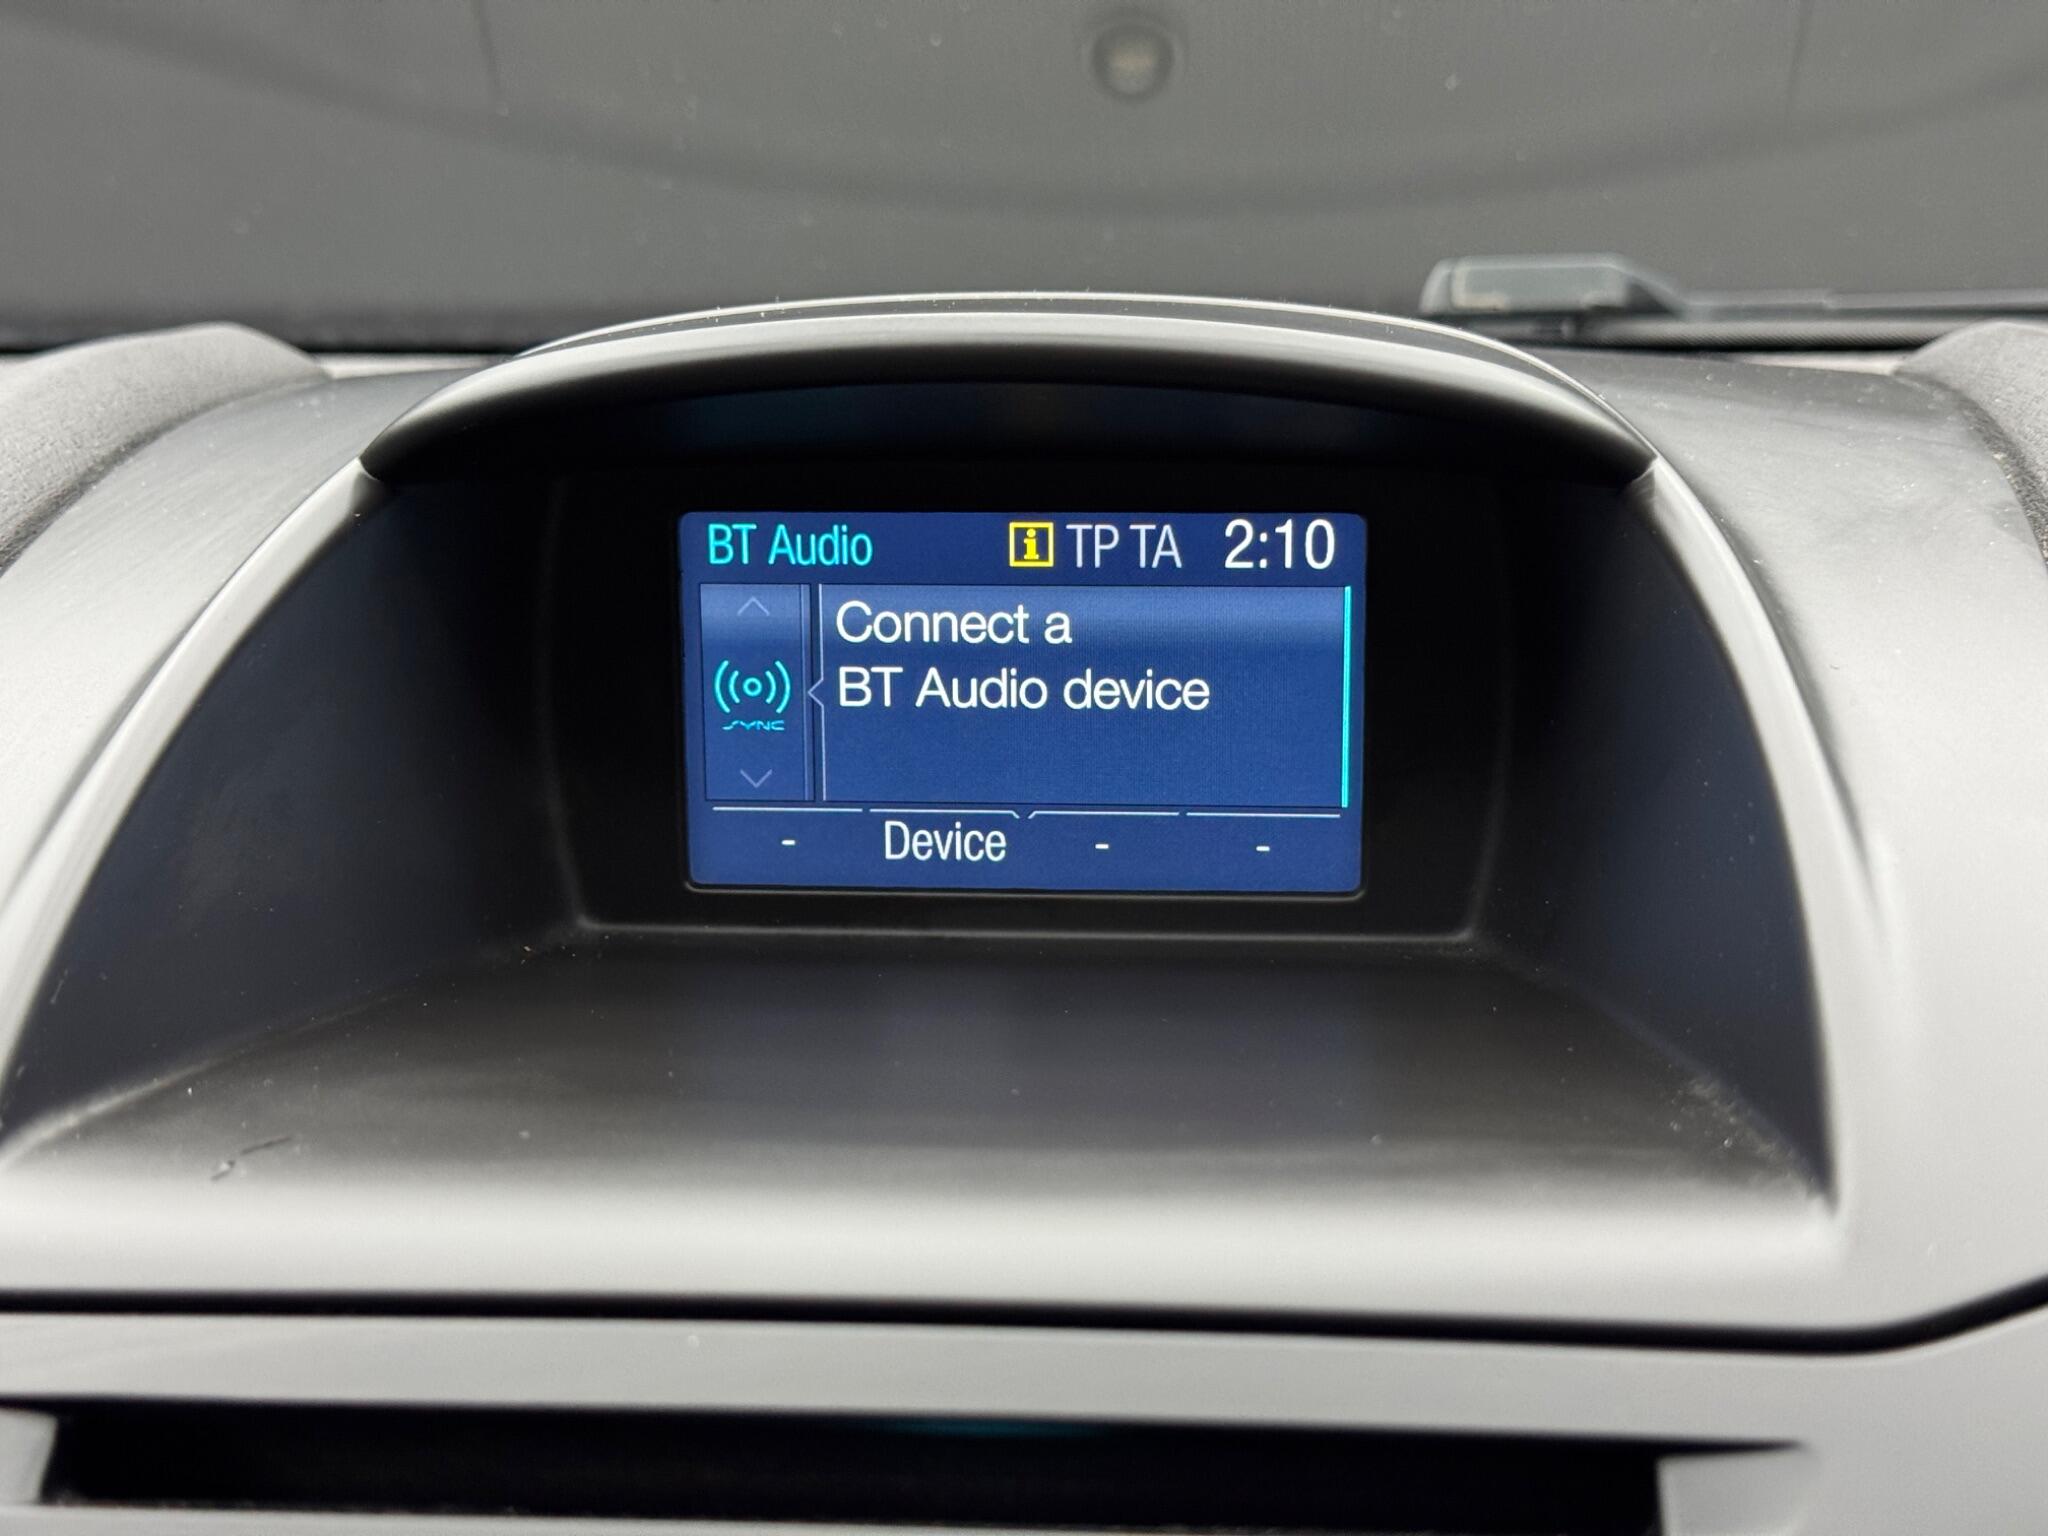 BT Audio i TP TA 2:10
Connect a
BT Audio device
SYNC
- Device - -